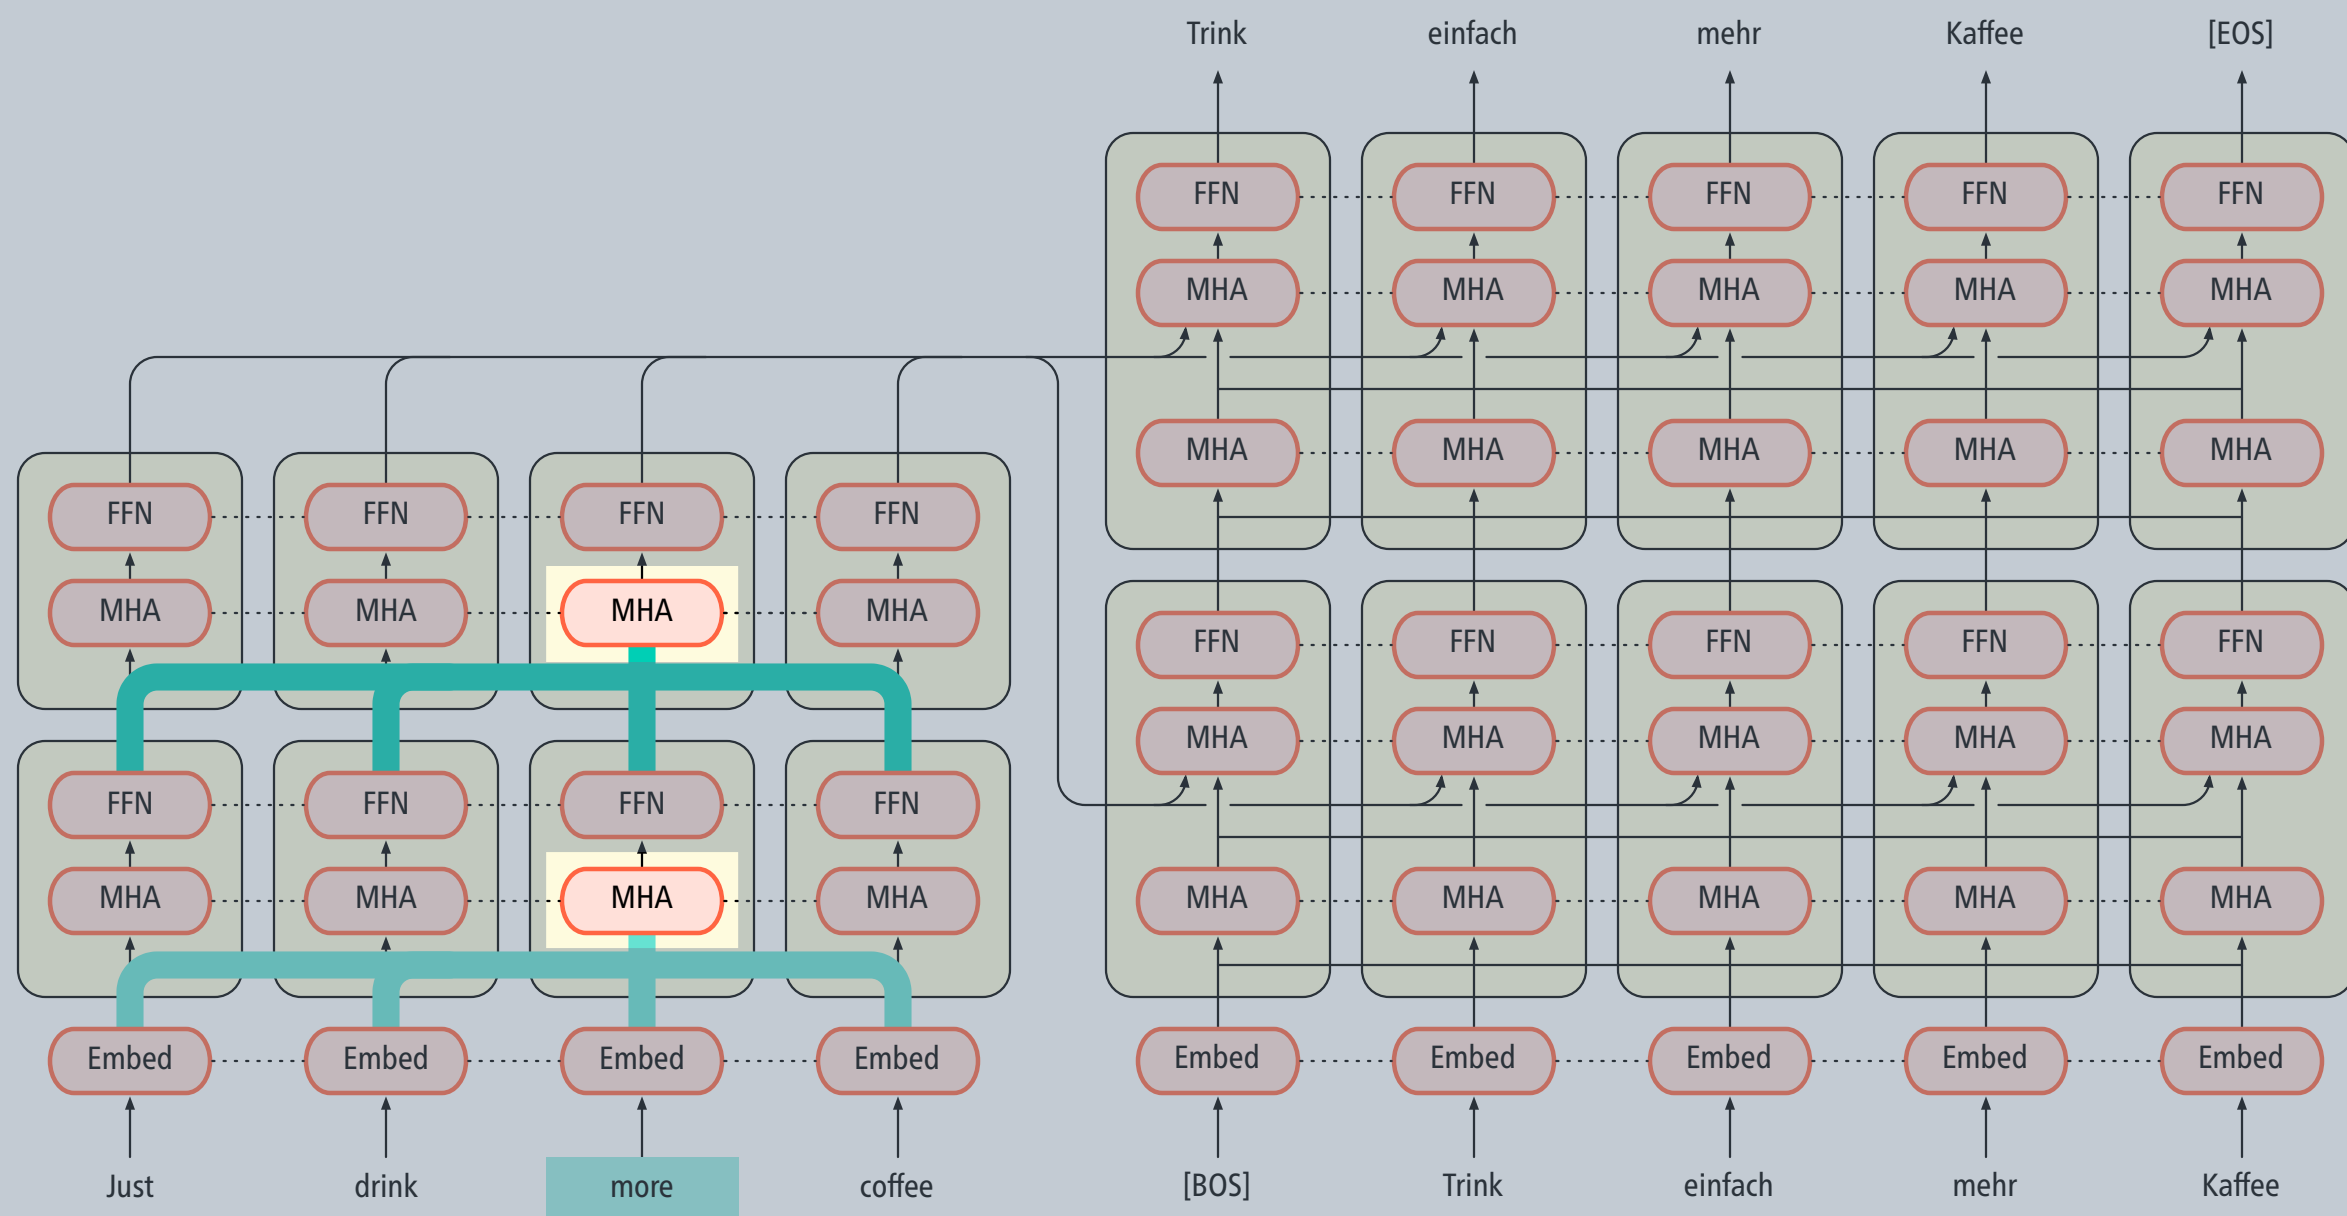 Trink einfach mehr Kaffee [EOS]
FFN FFN FFN FFN FFN
MHA MHA MHA MHA MHA
MHA MHA MHA MHA MHA
FFN FFN FFN FFN
MHA MHA MHA MHA
FFN FFN FFN FFN FFN
MHA MHA MHA MHA MHA
FFN FFN FFN FFN
MHA MHA MHA MHA MHA MHA MHA MHA MHA
Embed Embed Embed Embed Embed Embed Embed Embed Embed
Just drink more coffee [BOS] Trink einfach mehr Kaffee